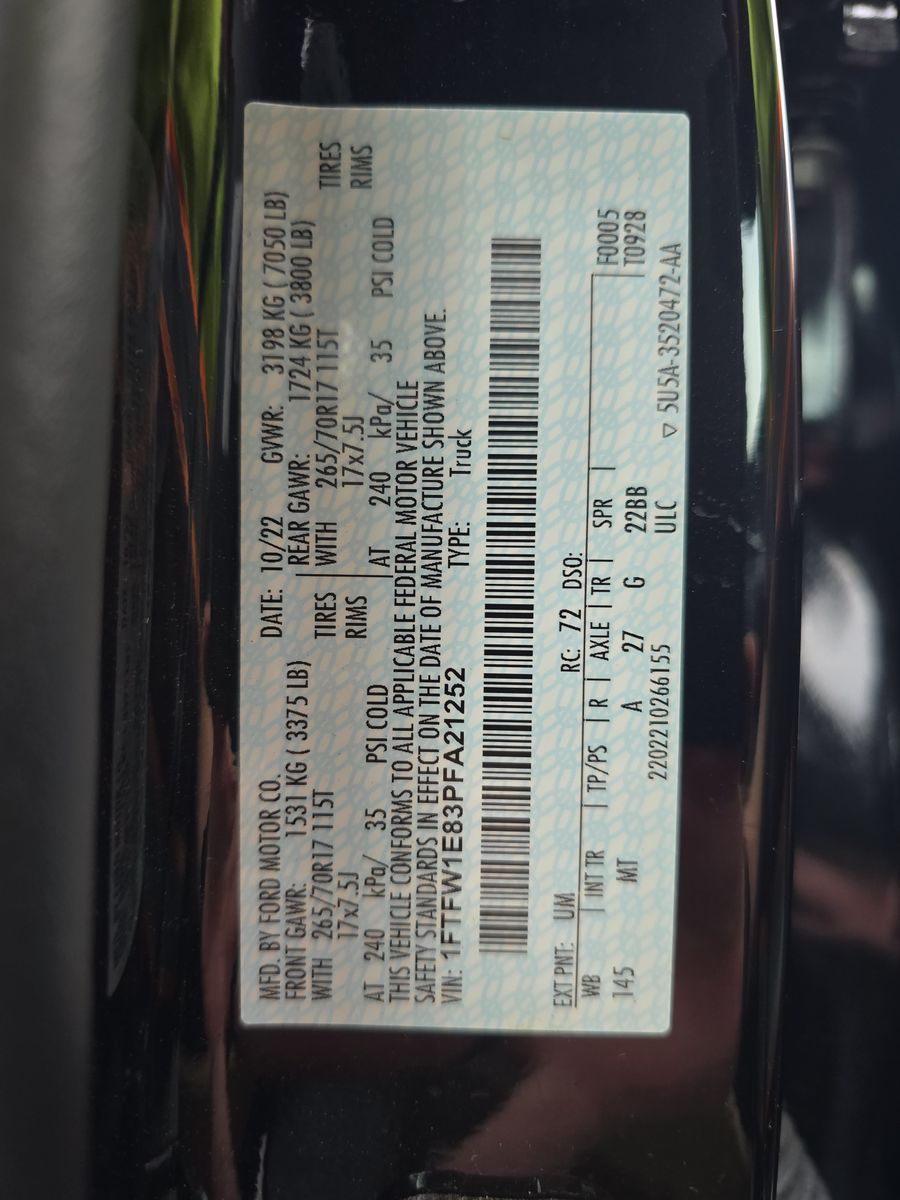 MFD. BY FORD MOTOR CO. DATE: 10/22 GVWR: 3198 KG ( 7050 LB)
FRONT GAWR: 1531 KG ( 3375 LB) REAR GAWR: 1724 KG ( 3800 LB)
WITH 265/70R17 115T TIRES WITH 265/70R17 115T TIRES
17x7.5J RIMS 17x7.5J RIMS
AT 240 kPa/ 35 PSI COLD AT 240 kPa/ 35 PSI COLD
THIS VEHICLE CONFORMS TO ALL APPLICABLE FEDERAL MOTOR VEHICLE
SAFETY STANDARDS IN EFFECT ON THE DATE OF MANUFACTURE SHOWN ABOVE.
VIN: 1FTFW1E83PFA21252 TYPE: Truck
EXT PNT: UM RC: 72 DSO: F0005
WB INT TR TP/PS R AXLE TR SPR T0928
145 MT A 27 G 22BB
2202210266155 ULC ▽ 5U5A-3520472-AA